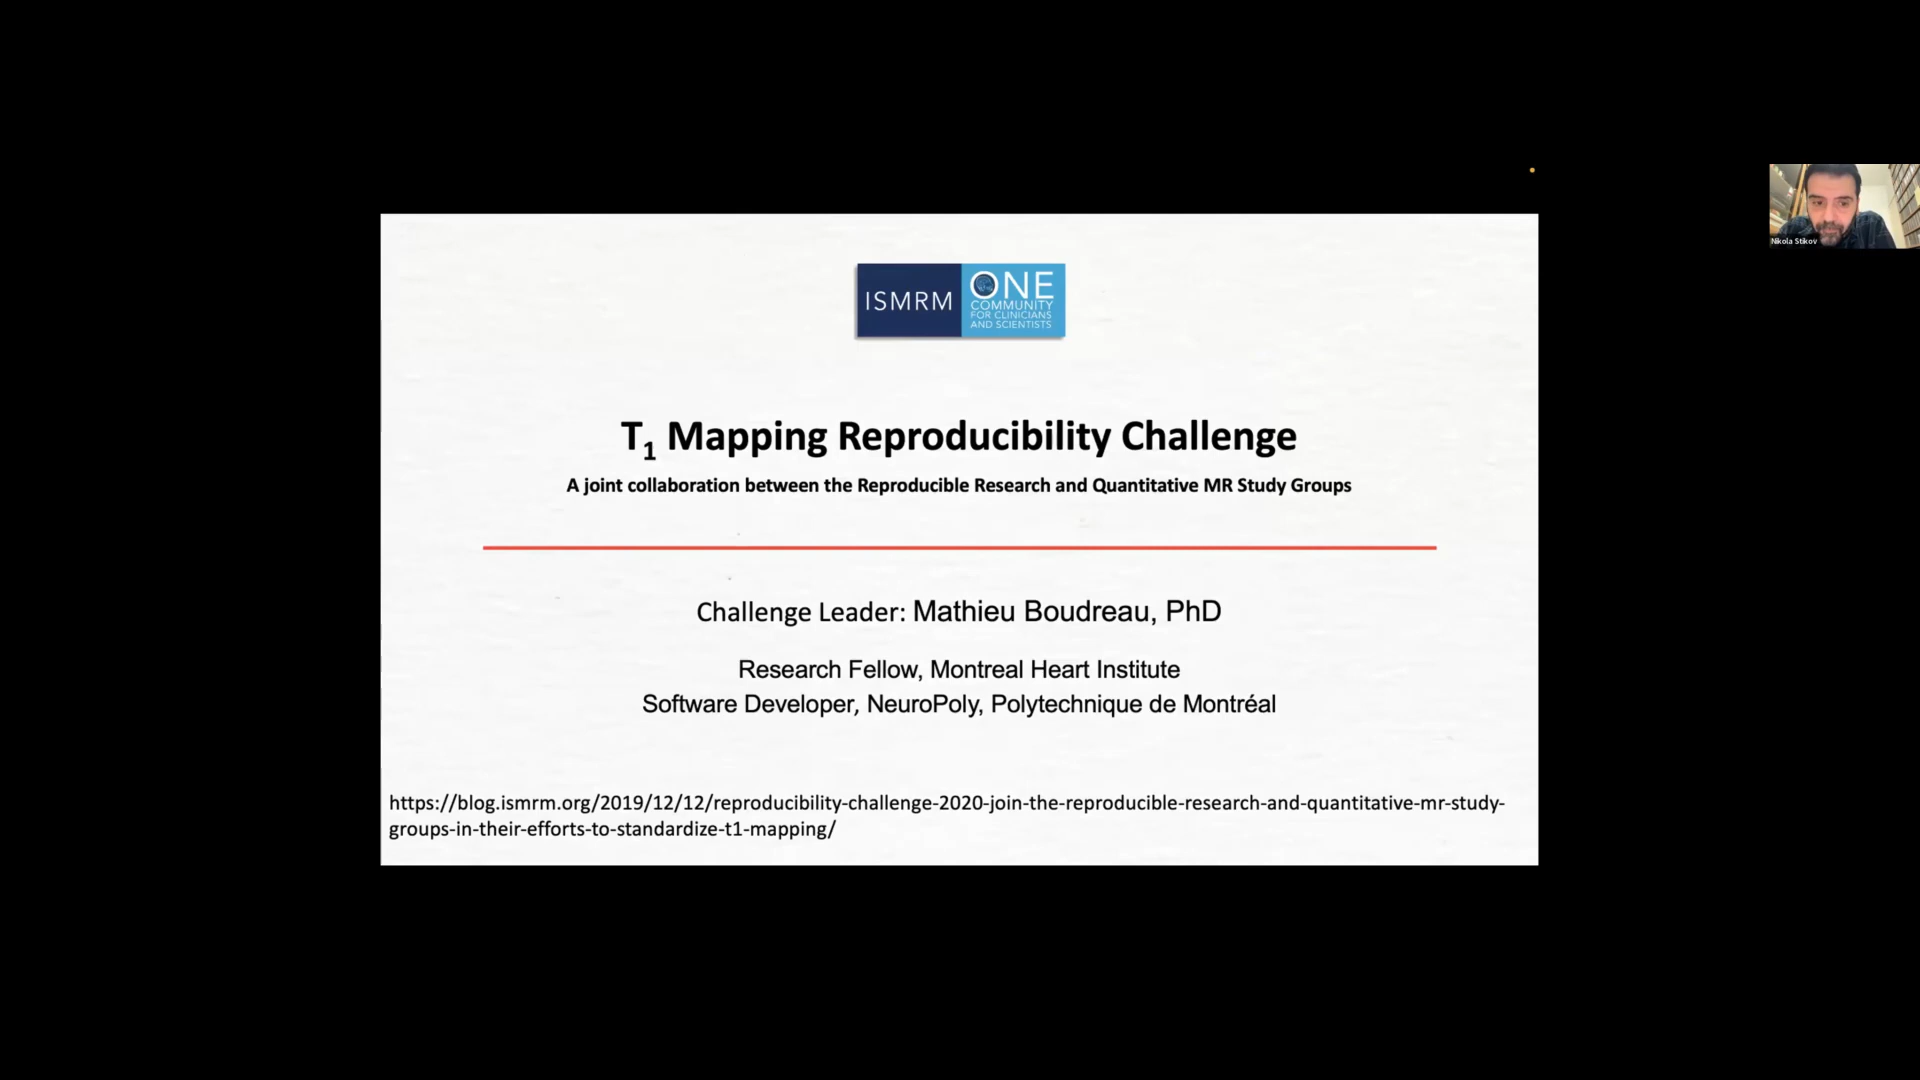 ISMRM
ONE
COMMUNITY
FOR CLINICIANS
AND SCIENTISTS
Nikola Stikov
T1 Mapping Reproducibility Challenge
A joint collaboration between the Reproducible Research and Quantitative MR Study Groups
Challenge Leader: Mathieu Boudreau, PhD
Research Fellow, Montreal Heart Institute
Software Developer, NeuroPoly, Polytechnique de Montréal
https://blog.ismrm.org/2019/12/12/reproducibility-challenge-2020-join-the-reproducible-research-and-quantitative-mr-study-
groups-in-their-efforts-to-standardize-t1-mapping/